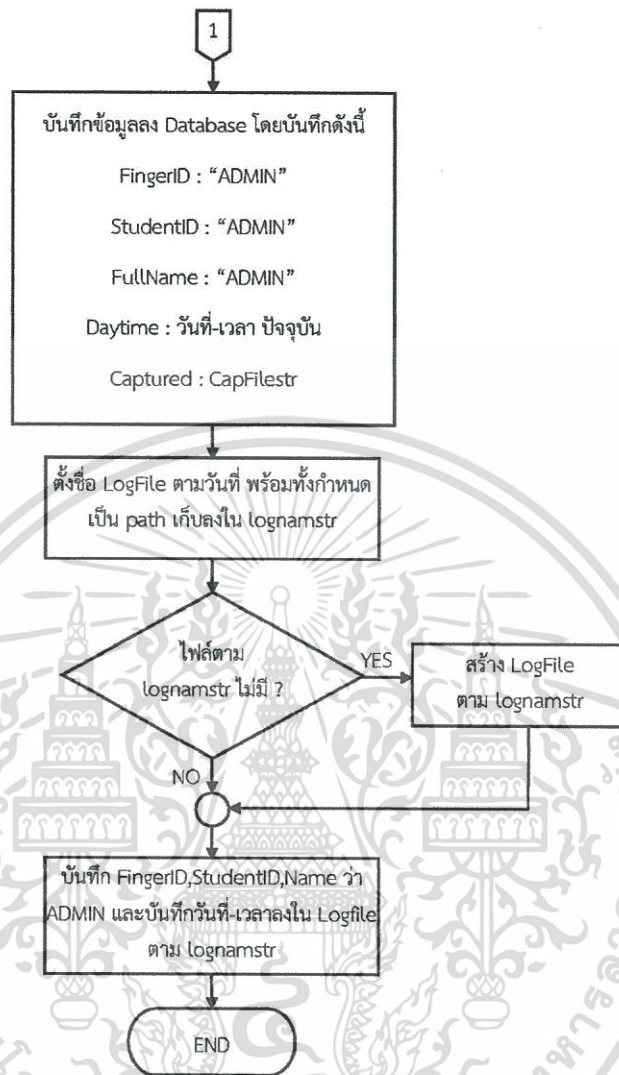 1
บันทึกข้อมูลลง Database โดยบันทึกดังนี้
FingerID : “ADMIN”
StudentID : “ADMIN”
FullName : “ADMIN”
Daytime : วันที่-เวลา ปัจจุบัน
Captured : CapFilestr
ตั้งชื่อ LogFile ตามวันที่ พร้อมทั้งกำหนด
เป็น path เก็บลงใน lognamstr
ไฟล์ตาม
lognamstr ไม่มี ?
YES
สร้าง LogFile
ตาม lognamstr
NO
บันทึก FingerID,StudentID,Name ว่า
ADMIN และบันทึกวันที่-เวลาลงใน Logfile
ตาม lognamstr
END